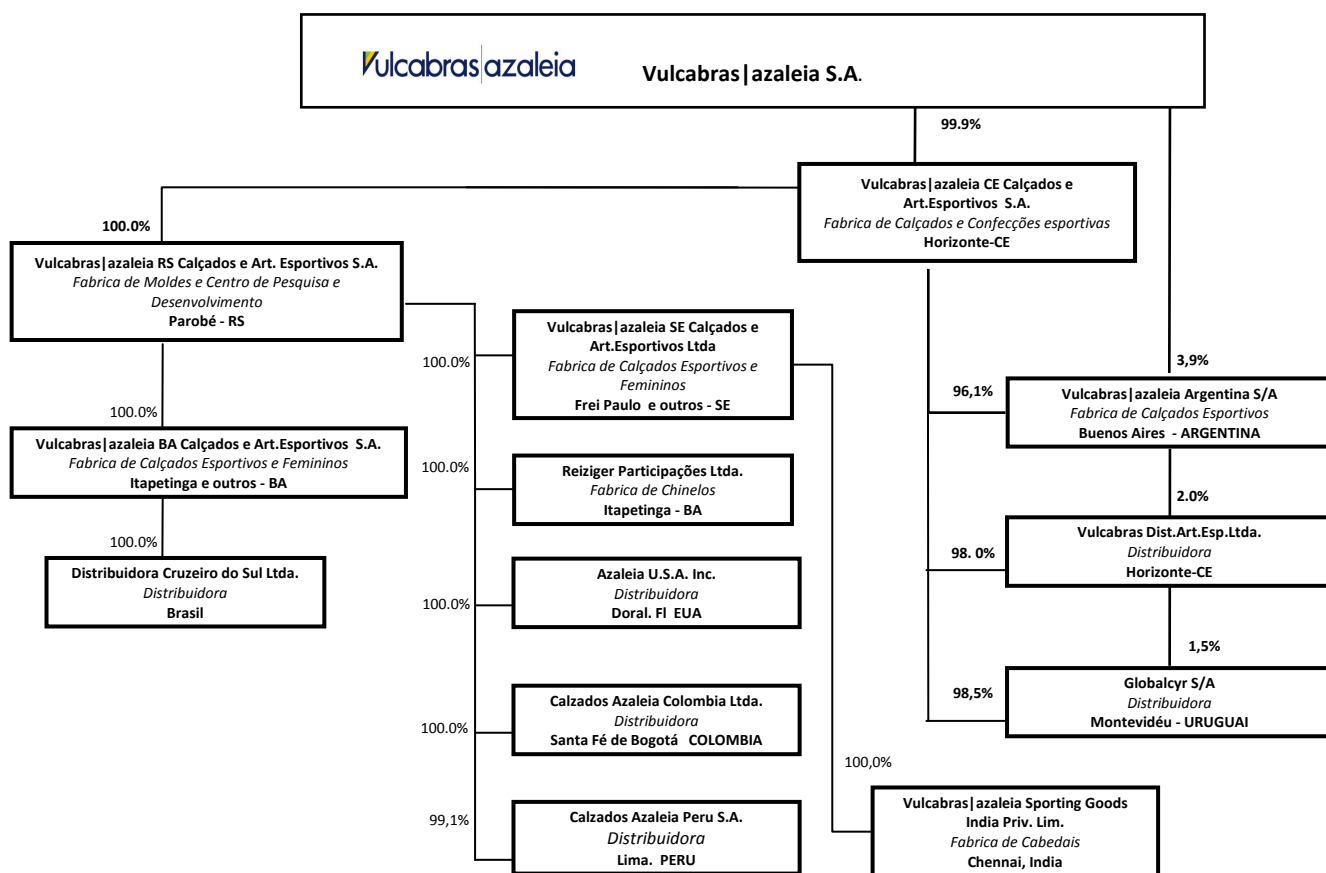 Vulcabras|azaleia
Vulcabras|azaleia S.A.
99.9%
Vulcabras|azaleia CE Calçados e
Art.Esportivos S.A.
Fabrica de Calçados e Confecções esportivas
Horizonte-CE
100.0%
Vulcabras|azaleia RS Calçados e Art. Esportivos S.A.
Fabrica de Moldes e Centro de Pesquisa e
Desenvolvimento
Parobé - RS
100.0%
Vulcabras|azaleia BA Calçados e Art.Esportivos S.A.
Fabrica de Calçados Esportivos e Femininos
Itapetinga e outros - BA
100.0%
Distribuidora Cruzeiro do Sul Ltda.
Distribuidora
Brasil
100.0%
Vulcabras|azaleia SE Calçados e
Art.Esportivos Ltda
Fabrica de Calçados Esportivos e
Femininos
Frei Paulo e outros - SE
100.0%
Reiziger Participações Ltda.
Fabrica de Chinelos
Itapetinga - BA
100.0%
Azaleia U.S.A. Inc.
Distribuidora
Doral. Fl EUA
100.0%
Calzados Azaleia Colombia Ltda.
Distribuidora
Santa Fé de Bogotá COLOMBIA
99,1%
Calzados Azaleia Peru S.A.
Distribuidora
Lima. PERU
3,9%
96,1%
Vulcabras|azaleia Argentina S/A
Fabrica de Calçados Esportivos
Buenos Aires - ARGENTINA
2.0%
98. 0%
Vulcabras Dist.Art.Esp.Ltda.
Distribuidora
Horizonte-CE
1,5%
98,5%
Globalcyr S/A
Distribuidora
Montevidéu - URUGUAI
100,0%
Vulcabras|azaleia Sporting Goods
India Priv. Lim.
Fabrica de Cabedais
Chennai, India